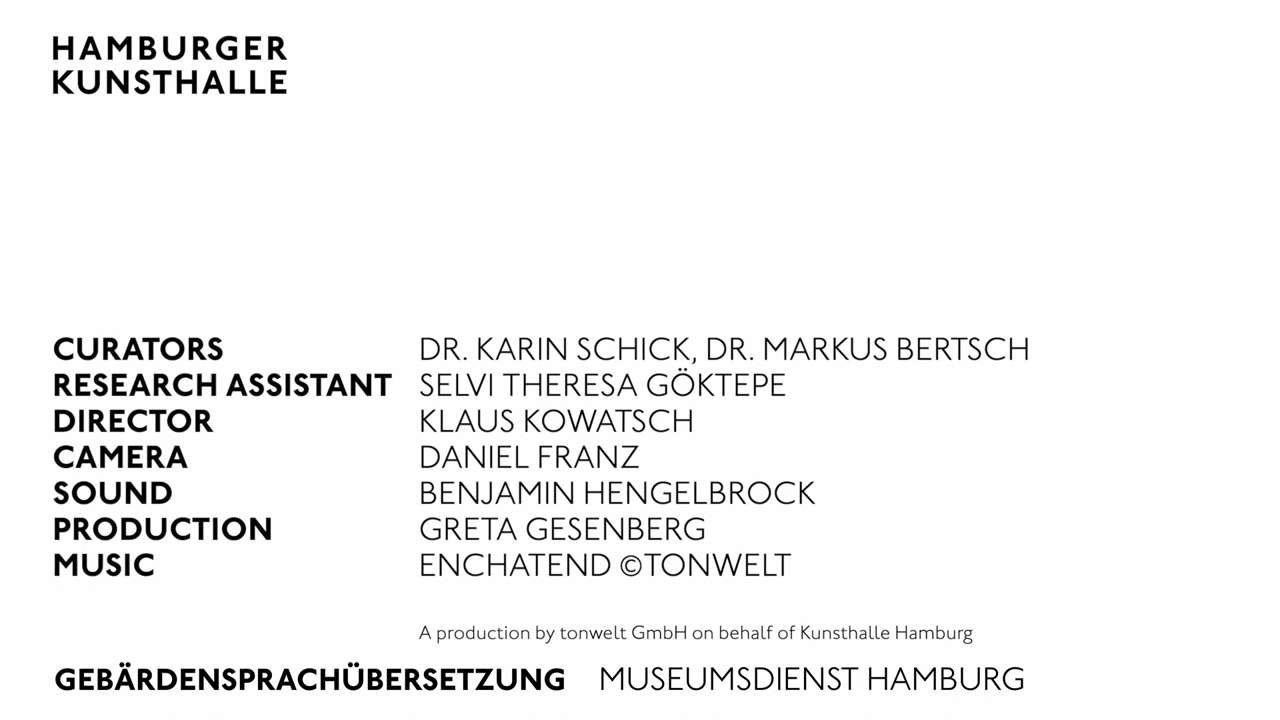 HAMBURGER
KUNSTHALLE
CURATORS DR. KARIN SCHICK, DR. MARKUS BERTSCH
RESEARCH ASSISTANT SELVI THERESA GÖKTEPE
DIRECTOR KLAUS KOWATSCH
CAMERA DANIEL FRANZ
SOUND BENJAMIN HENGELBROCK
PRODUCTION GRETA GESENBERG
MUSIC ENCHATEND ©TONWELT
A production by tonwelt GmbH on behalf of Kunsthalle Hamburg
GEBÄRDENSPRACHÜBERSETZUNG MUSEUMSDIENST HAMBURG